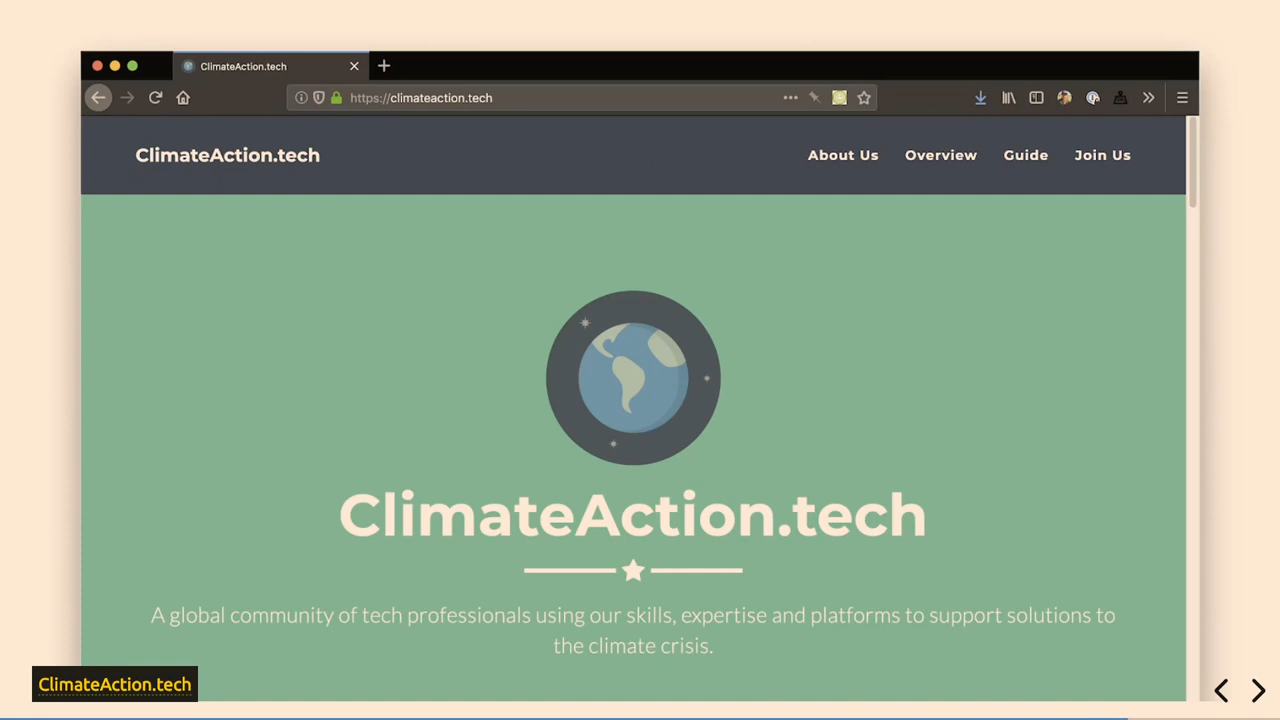 ClimateAction.tech
https://climateaction.tech
ClimateAction.tech
About Us
Overview
Guide
Join Us
ClimateAction.tech
A global community of tech professionals using our skills, expertise and platforms to support solutions to
the climate crisis.
ClimateAction.tech